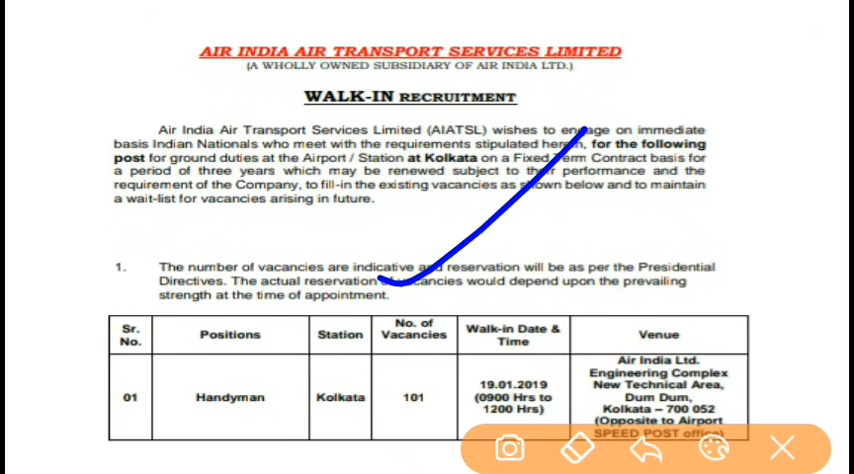 AIR INDIA AIR TRANSPORT SERVICES LIMITED
(A WHOLLY OWNED SUBSIDIARY OF AIR INDIA LTD.)
WALK-IN RECRUITMENT
Air India Air Transport Services Limited (AIATSL) wishes to engage on immediate
basis Indian Nationals who meet with the requirements stipulated herein, for the following
post for ground duties at the Airport / Station at Kolkata on a Fixed Term Contract basis for
a period of three years which may be renewed subject to their performance and the
requirement of the Company, to fill-in the existing vacancies as shown below and to maintain
a wait-list for vacancies arising in future.
1. The number of vacancies are indicative and reservation will be as per the Presidential
Directives. The actual reservation of vacancies would depend upon the prevailing
strength at the time of appointment.
Sr. No. Positions Station No. of Vacancies Walk-in Date & Time Venue
01 Handyman Kolkata 101 19.01.2019 (0900 Hrs to 1200 Hrs) Air India Ltd.
Engineering Complex
New Technical Area,
Dum Dum,
Kolkata – 700 052
(Opposite to Airport
SPEED POST office)